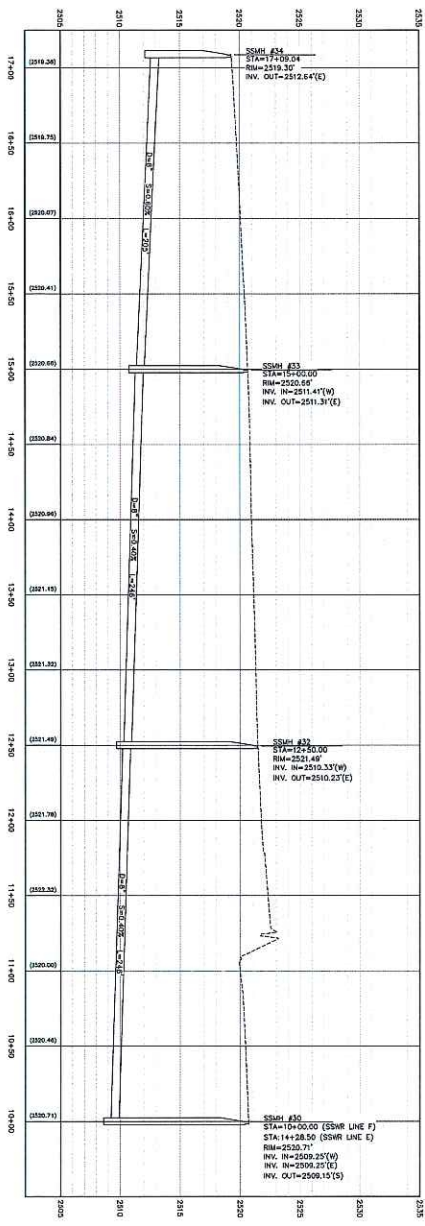 2505
2510
2515
2520
2525
2530
2535
17+00
(2519.38)
SSMH #34
STA=17+09.04
RIM=2519.30'
INV. OUT=2512.64'(E)
16+50
(2519.75)
D=8" S=0.60% L=205'
16+00
(2520.07)
15+50
(2520.41)
15+00
(2520.66)
SSMH #33
STA=15+00.00
RIM=2520.66'
INV. IN=2511.41'(W)
INV. OUT=2511.31'(E)
14+50
(2520.84)
14+00
(2520.96)
D=8" S=0.40% L=246'
13+50
(2521.15)
13+00
(2521.32)
12+50
(2521.49)
SSMH #32
STA=12+50.00
RIM=2521.49'
INV. IN=2510.33'(W)
INV. OUT=2510.23'(E)
12+00
(2521.78)
11+50
(2522.32)
D=8" S=0.40% L=246'
11+00
(2520.00)
10+50
(2520.46)
10+00
(2520.71)
SSMH #30
STA=10+00.00 (SSWR LINE F)
STA:14+28.50 (SSWR LINE E)
RIM=2520.71'
INV. IN=2509.25'(W)
INV. IN=2509.25'(E)
INV. OUT=2509.15'(S)
2505
2510
2515
2520
2525
2530
2535